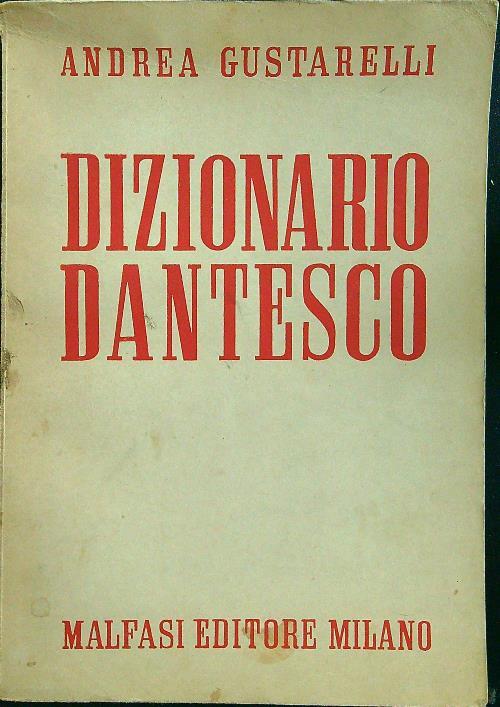 ANDREA GUSTARELLI
DIZIONARIO
DANTESCO
MALFASI EDITORE MILANO